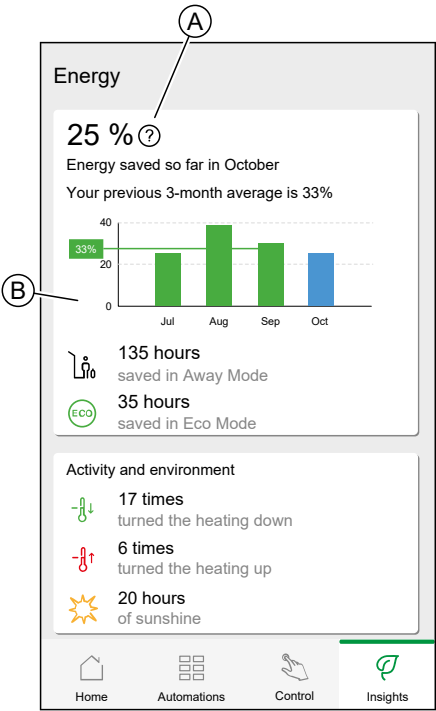 A
Energy
25 % ?
Energy saved so far in October
Your previous 3-month average is 33%
40
33%
20
B
0
Jul Aug Sep Oct
135 hours
saved in Away Mode
ECO
35 hours
saved in Eco Mode
Activity and environment
17 times
turned the heating down
6 times
turned the heating up
20 hours
of sunshine
Home Automations Control Insights